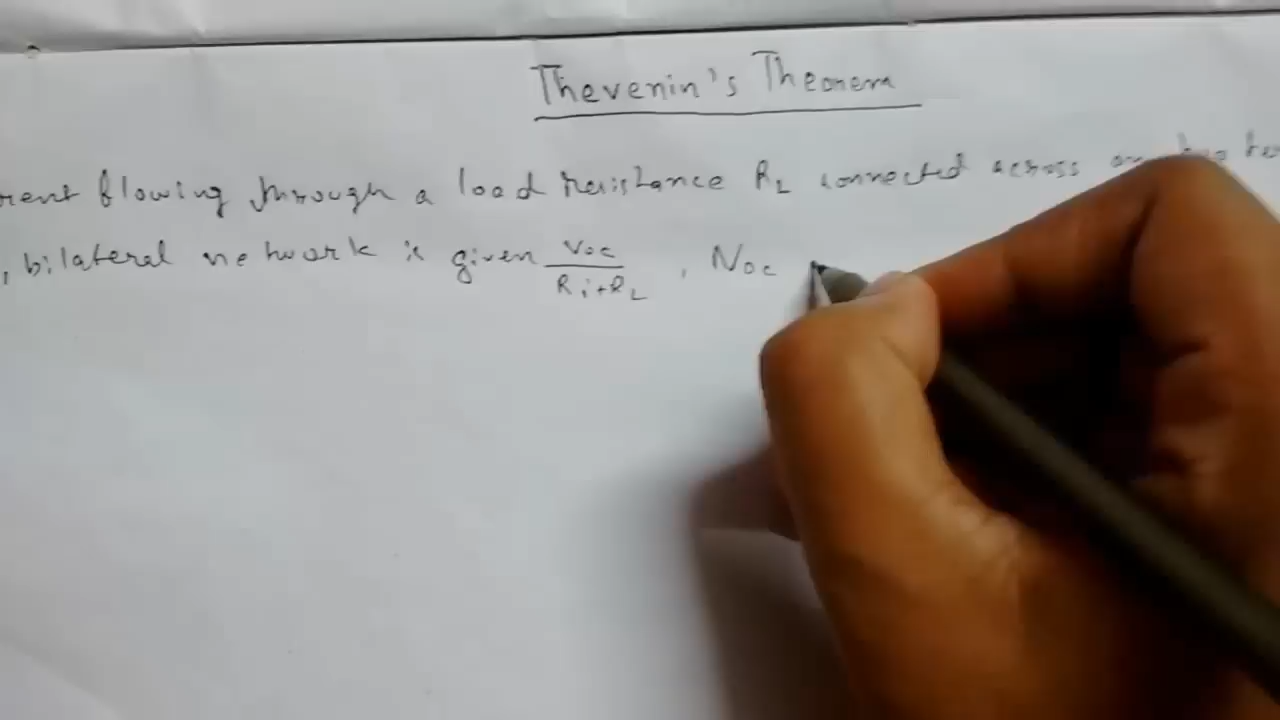 Thevenin's Theorem
rent flowing through a load resistance RL connected across
, bilateral network is given Voc / Ri+RL , Voc